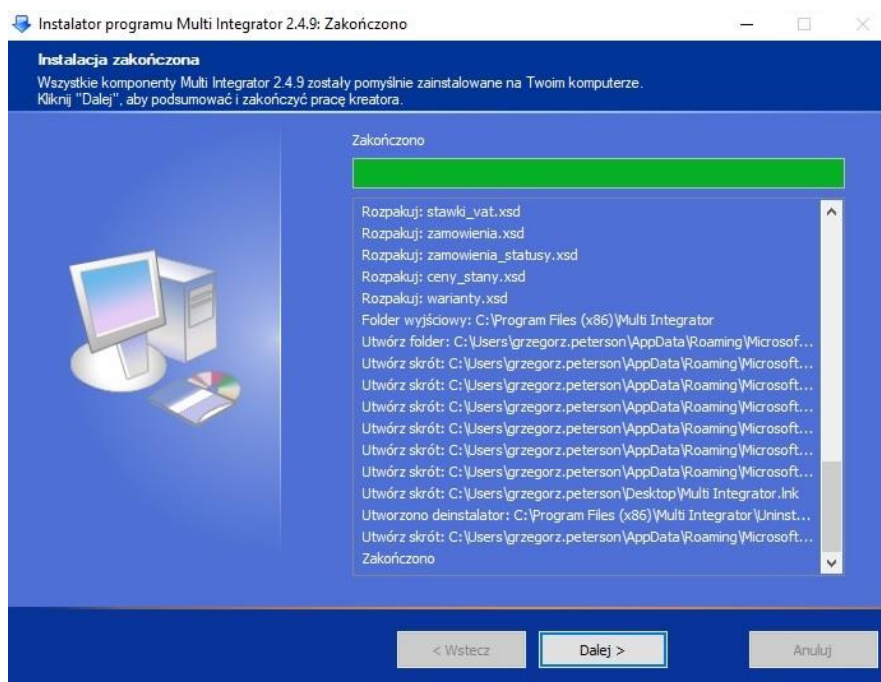 Instalator programu Multi Integrator 2.4.9: Zakończono
Instalacja zakończona
Wszystkie komponenty Multi Integrator 2.4.9 zostały pomyślnie zainstalowane na Twoim komputerze.
Kliknij "Dalej", aby podsumować i zakończyć pracę kreatora.
Zakończono
Rozpakuj: stawki_vat.xsd
Rozpakuj: zamowienia.xsd
Rozpakuj: zamowienia_statusy.xsd
Rozpakuj: ceny_stany.xsd
Rozpakuj: warianty.xsd
Folder wyjściowy: C:\Program Files (x86)\Multi Integrator
Utwórz folder: C:\Users\grzegorz.peterson\AppData\Roaming\Microsof...
Utwórz skrót: C:\Users\grzegorz.peterson\AppData\Roaming\Microsoft...
Utwórz skrót: C:\Users\grzegorz.peterson\AppData\Roaming\Microsoft...
Utwórz skrót: C:\Users\grzegorz.peterson\AppData\Roaming\Microsoft...
Utwórz skrót: C:\Users\grzegorz.peterson\AppData\Roaming\Microsoft...
Utwórz skrót: C:\Users\grzegorz.peterson\AppData\Roaming\Microsoft...
Utwórz skrót: C:\Users\grzegorz.peterson\AppData\Roaming\Microsoft...
Utwórz skrót: C:\Users\grzegorz.peterson\Desktop\Multi Integrator.lnk
Utworzono deinstalator: C:\Program Files (x86)\Multi Integrator\Uninst...
Utwórz skrót: C:\Users\grzegorz.peterson\AppData\Roaming\Microsoft...
Zakończono
< Wstecz
Dalej >
Anuluj